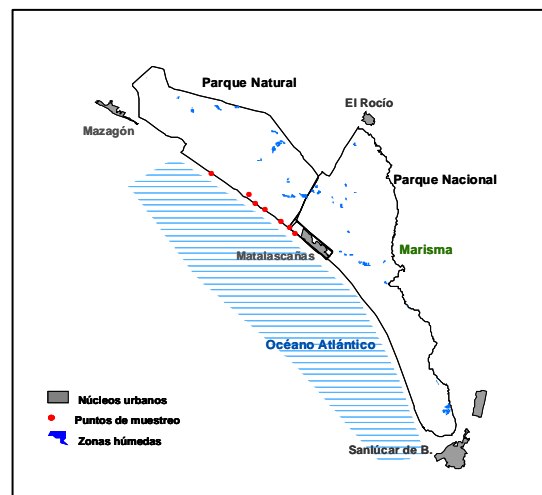 Parque Natural
El Rocío
Mazagón
Parque Nacional
Marisma
Matalascañas
Océano Atlántico
Núcleos urbanos
Puntos de muestreo
Zonas húmedas
Sanlúcar de B.